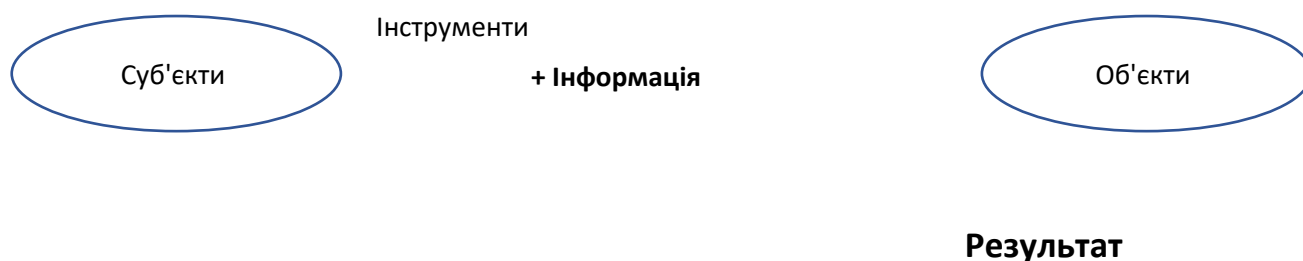 Інструменти
Суб'єкти
+ Інформація
Об'єкти
Результат